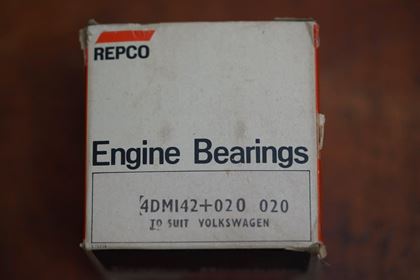 REPCO
Engine Bearings
4DM142+020 020
TO SUIT VOLKSWAGEN